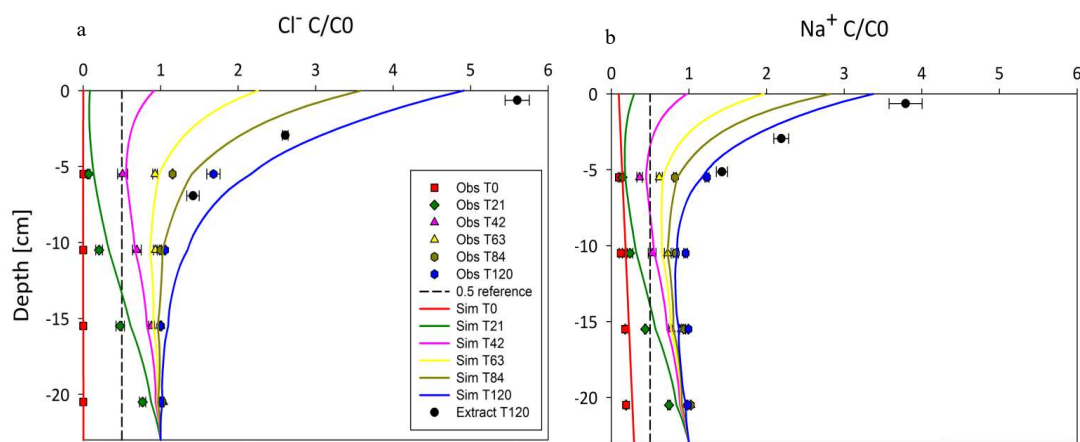 a
Cl⁻ C/C0
0 1 2 3 4 5 6
0
-5
-10
-15
-20
Depth [cm]
Obs T0
Obs T21
Obs T42
Obs T63
Obs T84
Obs T120
0.5 reference
Sim T0
Sim T21
Sim T42
Sim T63
Sim T84
Sim T120
Extract T120
b
Na⁺ C/C0
0 1 2 3 4 5 6
0
-5
-10
-15
-20